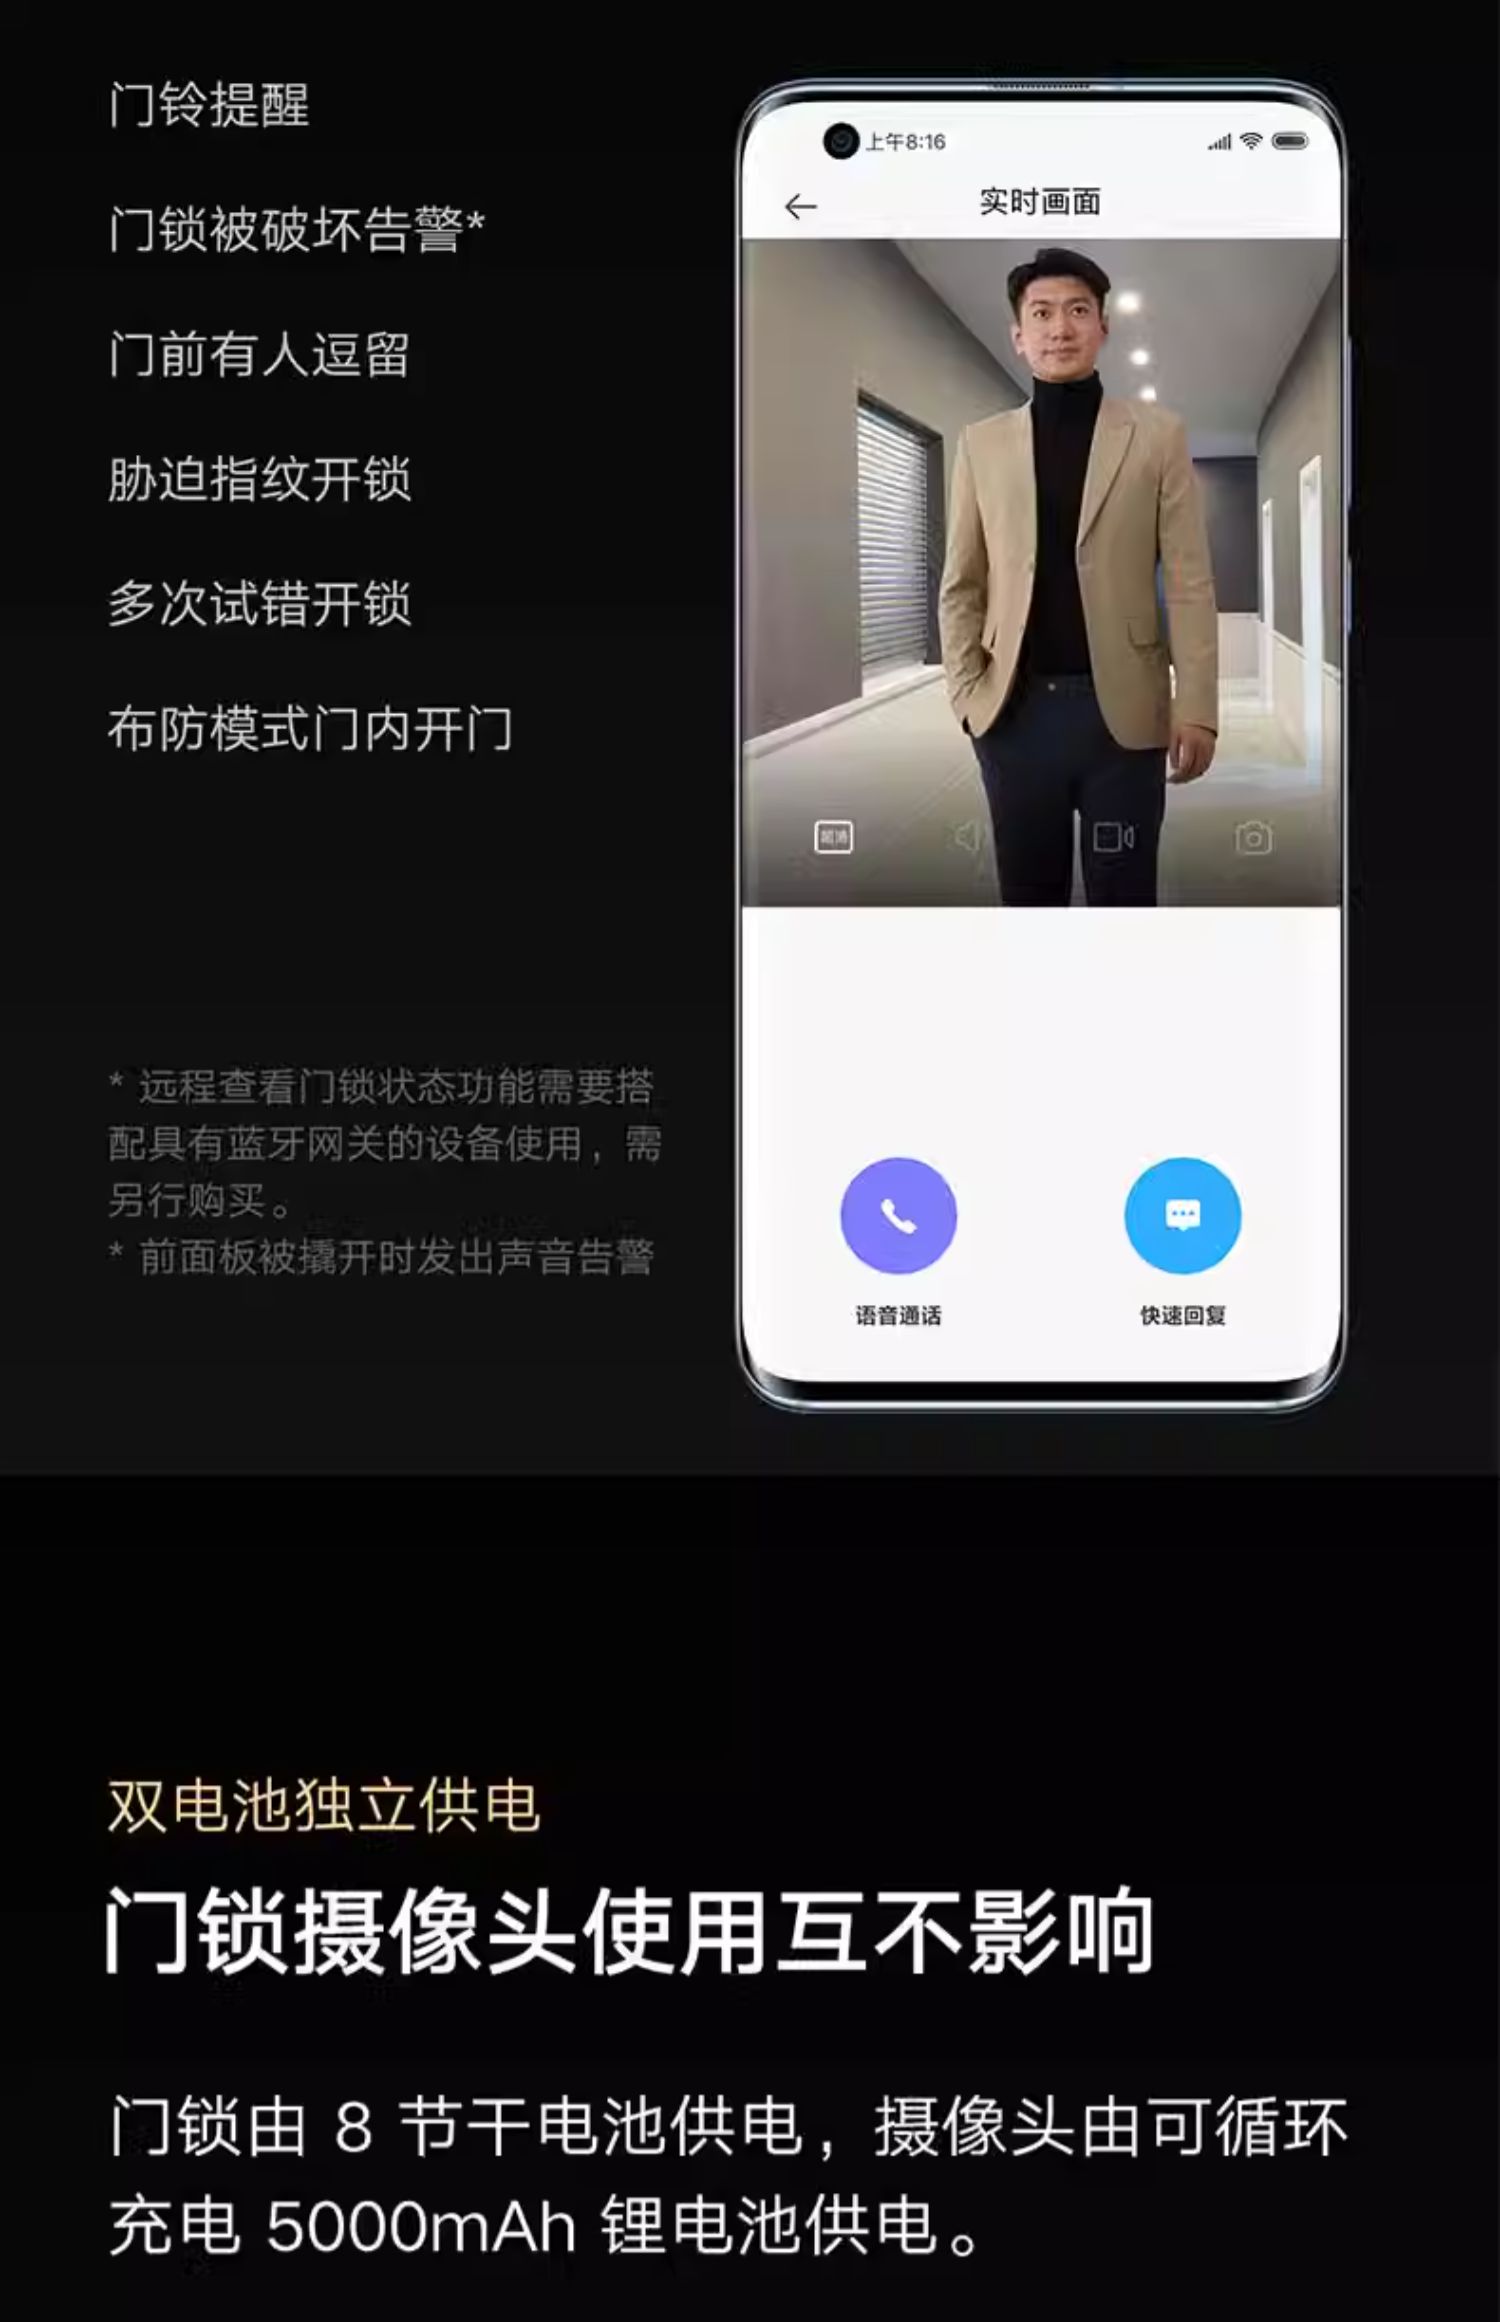 门铃提醒
门锁被破坏告警*
门前有人逗留
胁迫指纹开锁
多次试错开锁
布防模式门内开门
* 远程查看门锁状态功能需要搭
配具有蓝牙网关的设备使用，需
另行购买。
* 前面板被撬开时发出声音告警
上午8:16
实时画面
语音通话
快速回复
双电池独立供电
门锁摄像头使用互不影响
门锁由 8 节干电池供电，摄像头由可循环
充电 5000mAh 锂电池供电。